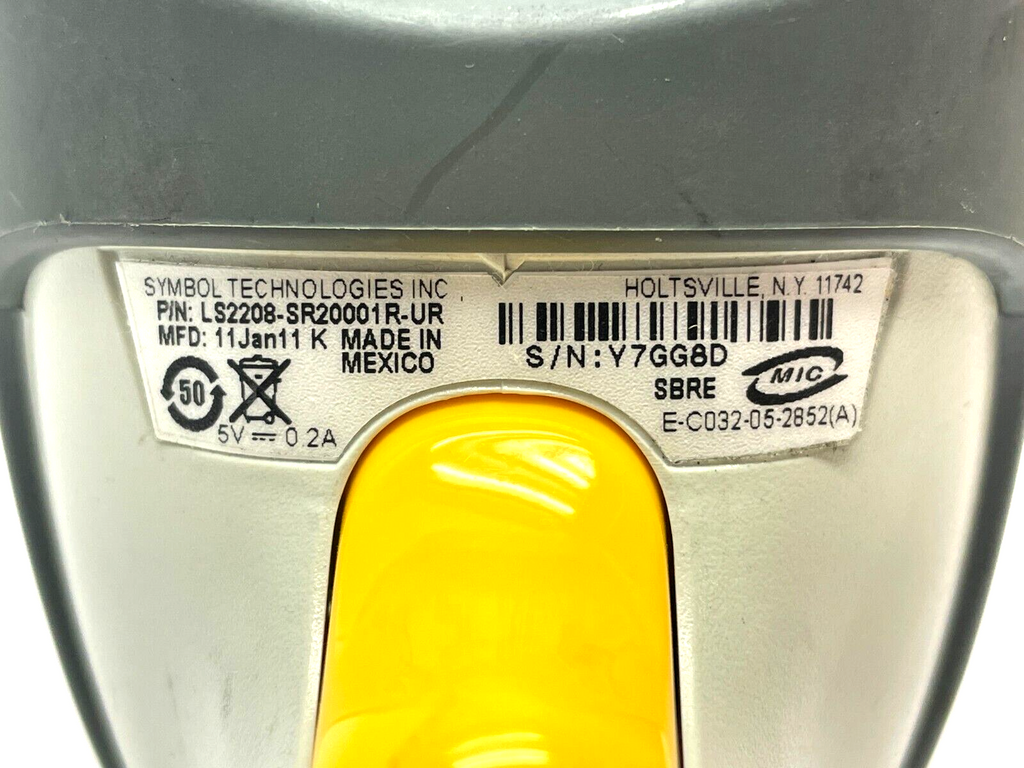 SYMBOL TECHNOLOGIES INC
P/N: LS2208-SR20001R-UR
MFD: 11Jan11 K MADE IN
MEXICO
50
5V ⎓ 0.2A
HOLTSVILLE, N.Y. 11742
S/N:Y7GG8D
SBRE
MIC
E-C032-05-2852(A)